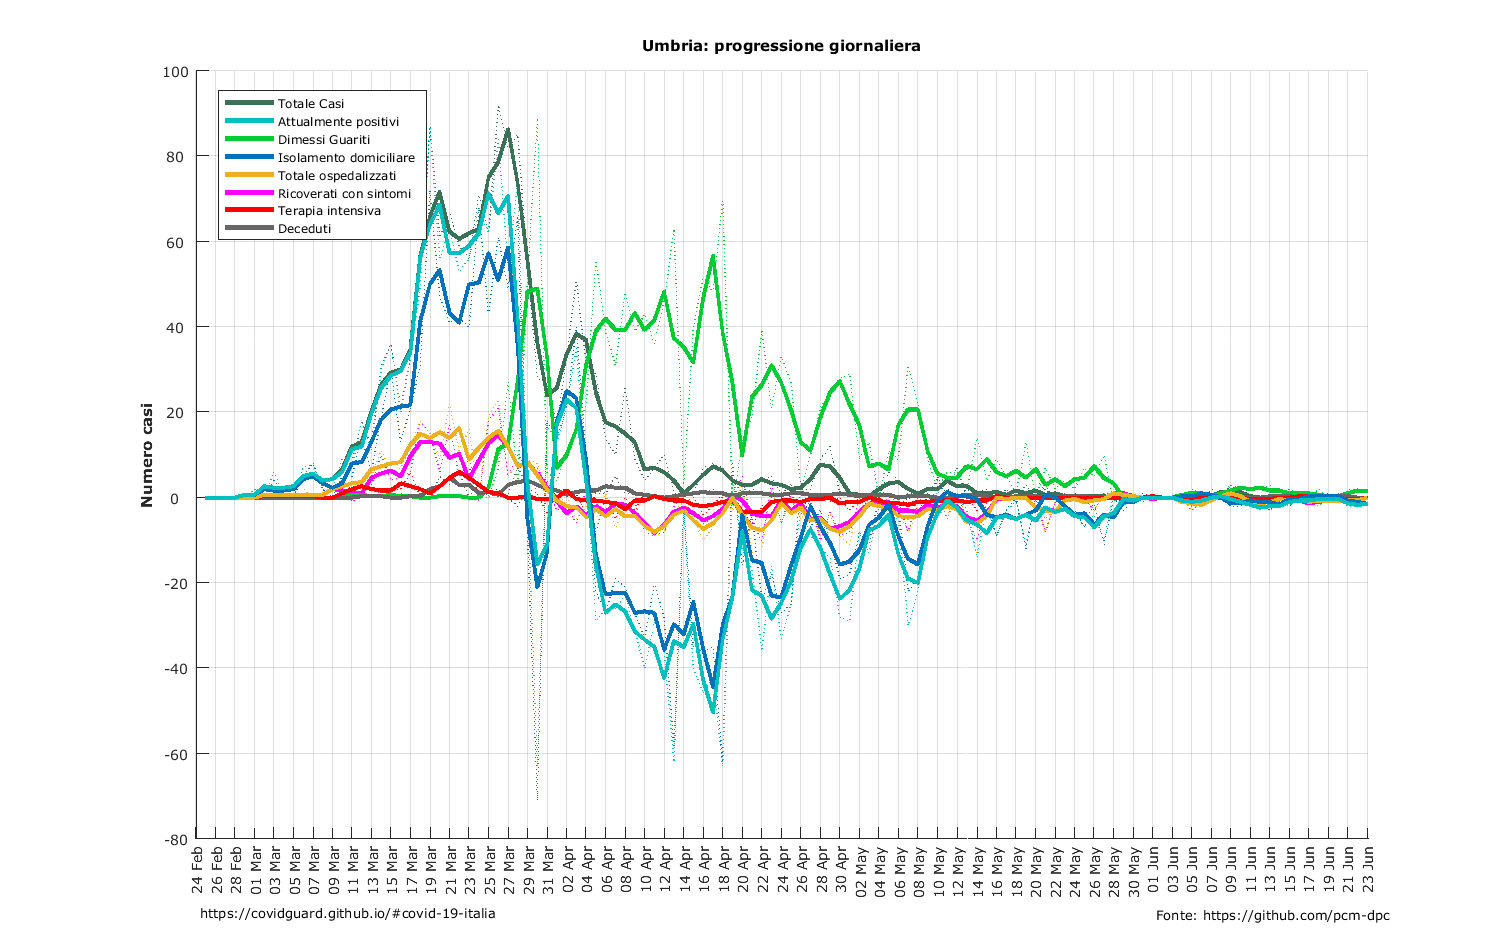 Umbria: progressione giornaliera
Numero casi
100
80
60
40
20
0
-20
-40
-60
-80
Totale Casi
Attualmente positivi
Dimessi Guariti
Isolamento domiciliare
Totale ospedalizzati
Ricoverati con sintomi
Terapia intensiva
Deceduti
24 Feb
26 Feb
28 Feb
01 Mar
03 Mar
05 Mar
07 Mar
09 Mar
11 Mar
13 Mar
15 Mar
17 Mar
19 Mar
21 Mar
23 Mar
25 Mar
27 Mar
29 Mar
31 Mar
02 Apr
04 Apr
06 Apr
08 Apr
10 Apr
12 Apr
14 Apr
16 Apr
18 Apr
20 Apr
22 Apr
24 Apr
26 Apr
28 Apr
30 Apr
02 May
04 May
06 May
08 May
10 May
12 May
14 May
16 May
18 May
20 May
22 May
24 May
26 May
28 May
30 May
01 Jun
03 Jun
05 Jun
07 Jun
09 Jun
11 Jun
13 Jun
15 Jun
17 Jun
19 Jun
21 Jun
23 Jun
https://covidguard.github.io/#covid-19-italia
Fonte: https://github.com/pcm-dpc